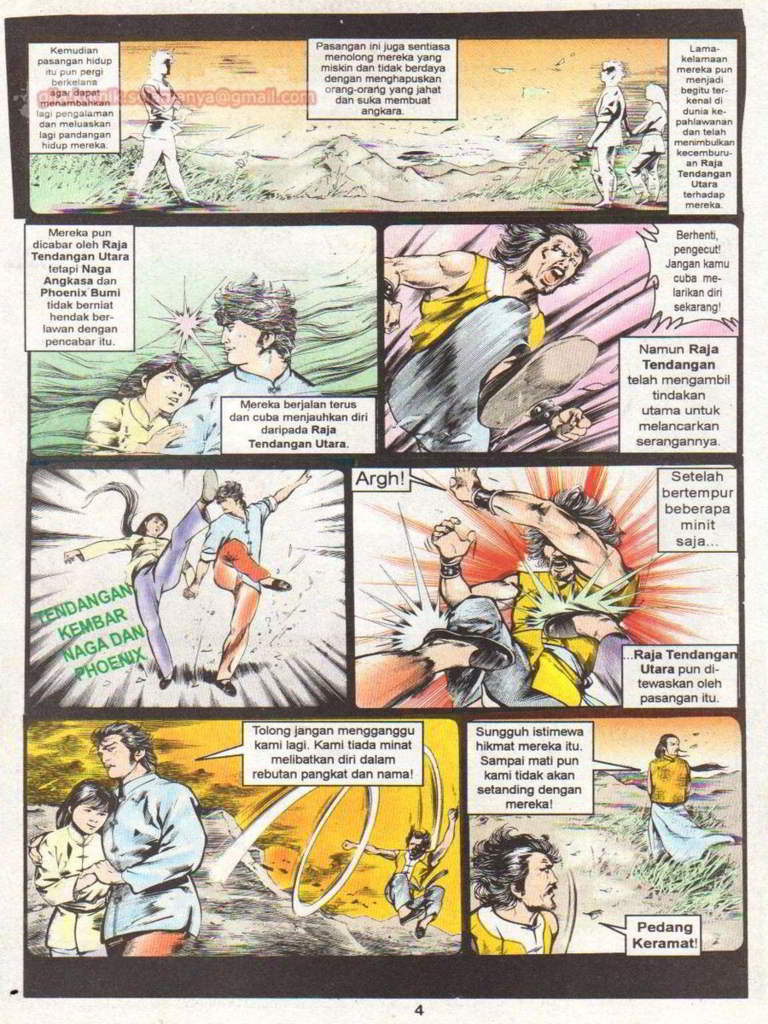 Kemudian
pasangan hidup
itu pun pergi
berkelana
agar dapat
menambahkan
lagi pengalaman
dan meluaskan
lagi pandangan
hidup mereka.
Pasangan ini juga sentiasa
menolong mereka yang
miskin dan tidak berdaya
dengan menghapuskan
orang-orang yang jahat
dan suka membuat
angkara.
Lama-
kelamaan
mereka pun
menjadi
begitu ter-
kenal di
dunia ke-
pahlawanan
dan telah
menimbulkan
kecemburu-
an Raja
Tendangan
Utara
terhadap
mereka.
Mereka pun
dicabar oleh Raja
Tendangan Utara
tetapi Naga
Angkasa dan
Phoenix Bumi
tidak berniat
hendak ber-
lawan dengan
pencabar itu.
Mereka berjalan terus
dan cuba menjauhkan diri
daripada Raja
Tendangan Utara.
Berhenti,
pengecut!
Jangan kamu
cuba me-
larikan diri
sekarang!
Namun Raja
Tendangan
telah mengambil
tindakan
utama untuk
melancarkan
serangannya.
TENDANGAN
KEMBAR
NAGA DAN
PHOENIX
Argh!
Setelah
bertempur
beberapa
minit
saja...
...Raja Tendangan
Utara pun di-
tewaskan oleh
pasangan itu.
Tolong jangan mengganggu
kami lagi. Kami tiada minat
melibatkan diri dalam
rebutan pangkat dan nama!
Sungguh istimewa
hikmat mereka itu.
Sampai mati pun
kami tidak akan
setanding dengan
mereka!
Pedang
Keramat!
4